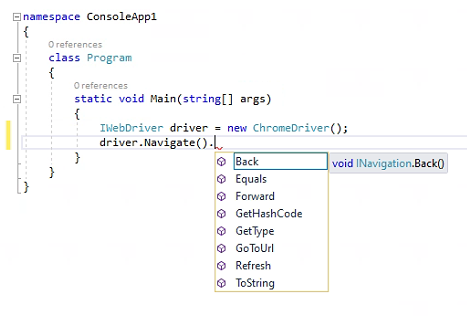 namespace ConsoleApp1
{
0 references
class Program
{
0 references
static void Main(string[] args)
{
IWebDriver driver = new ChromeDriver();
driver.Navigate().
}
}
}
Back
void INavigation.Back()
Equals
Forward
GetHashCode
GetType
GoToUrl
Refresh
ToString